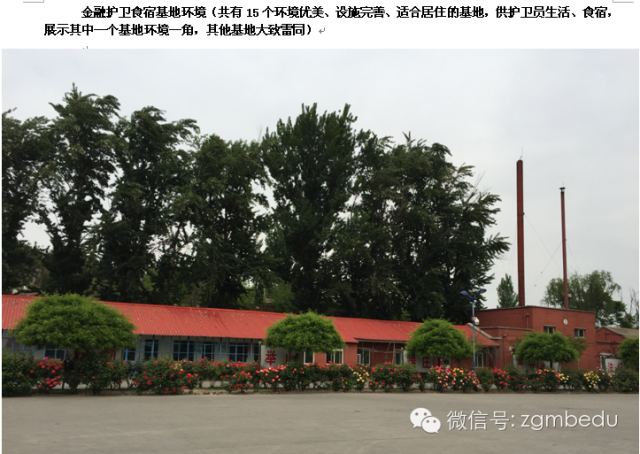 金融护卫食宿基地环境（共有 15 个环境优美、设施完善、适合居住的基地，供护卫员生活、食宿，
展示其中一个基地环境一角，其他基地大致雷同）
微信号: zgmbedu